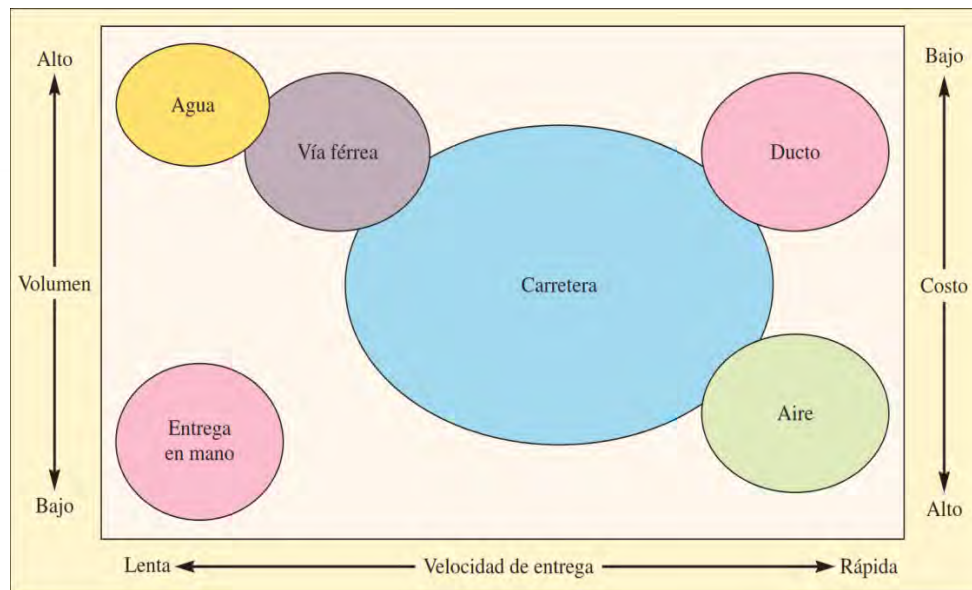 Alto
Bajo
Agua
Vía férrea
Ducto
Volumen
Carretera
Costo
Entrega
en mano
Aire
Bajo
Alto
Lenta
Velocidad de entrega
Rápida